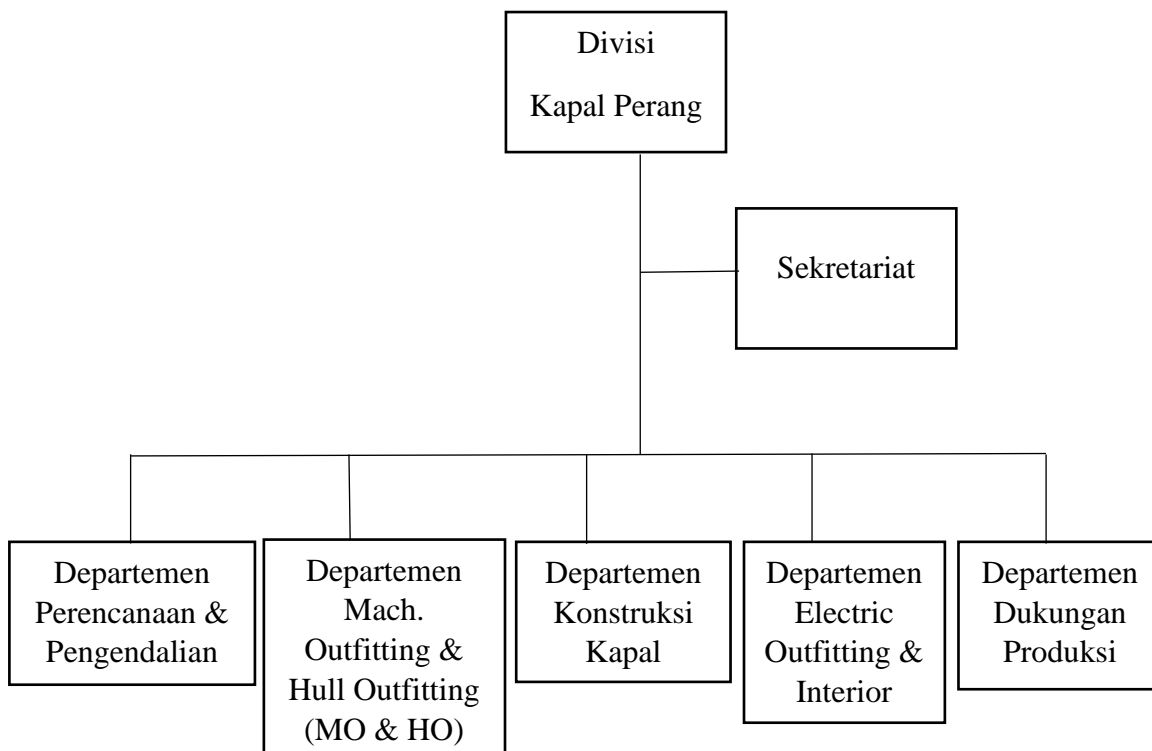 Divisi
Kapal Perang
Sekretariat
Departemen
Perencanaan &
Pengendalian
Departemen
Mach.
Outfitting &
Hull Outfitting
(MO & HO)
Departemen
Konstruksi
Kapal
Departemen
Electric
Outfitting &
Interior
Departemen
Dukungan
Produksi